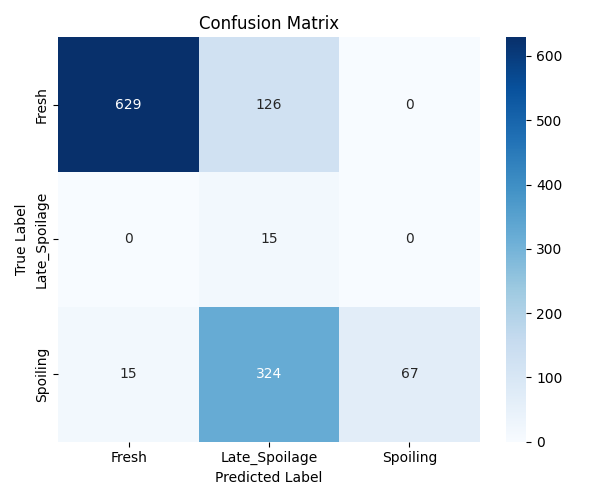 Confusion Matrix
True Label
Fresh
Late_Spoilage
Spoiling
629 126 0
0 15 0
15 324 67
Fresh Late_Spoilage Spoiling
Predicted Label
600
500
400
300
200
100
0